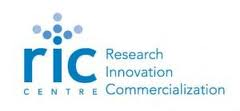 ric
CENTRE
Research
Innovation
Commercialization